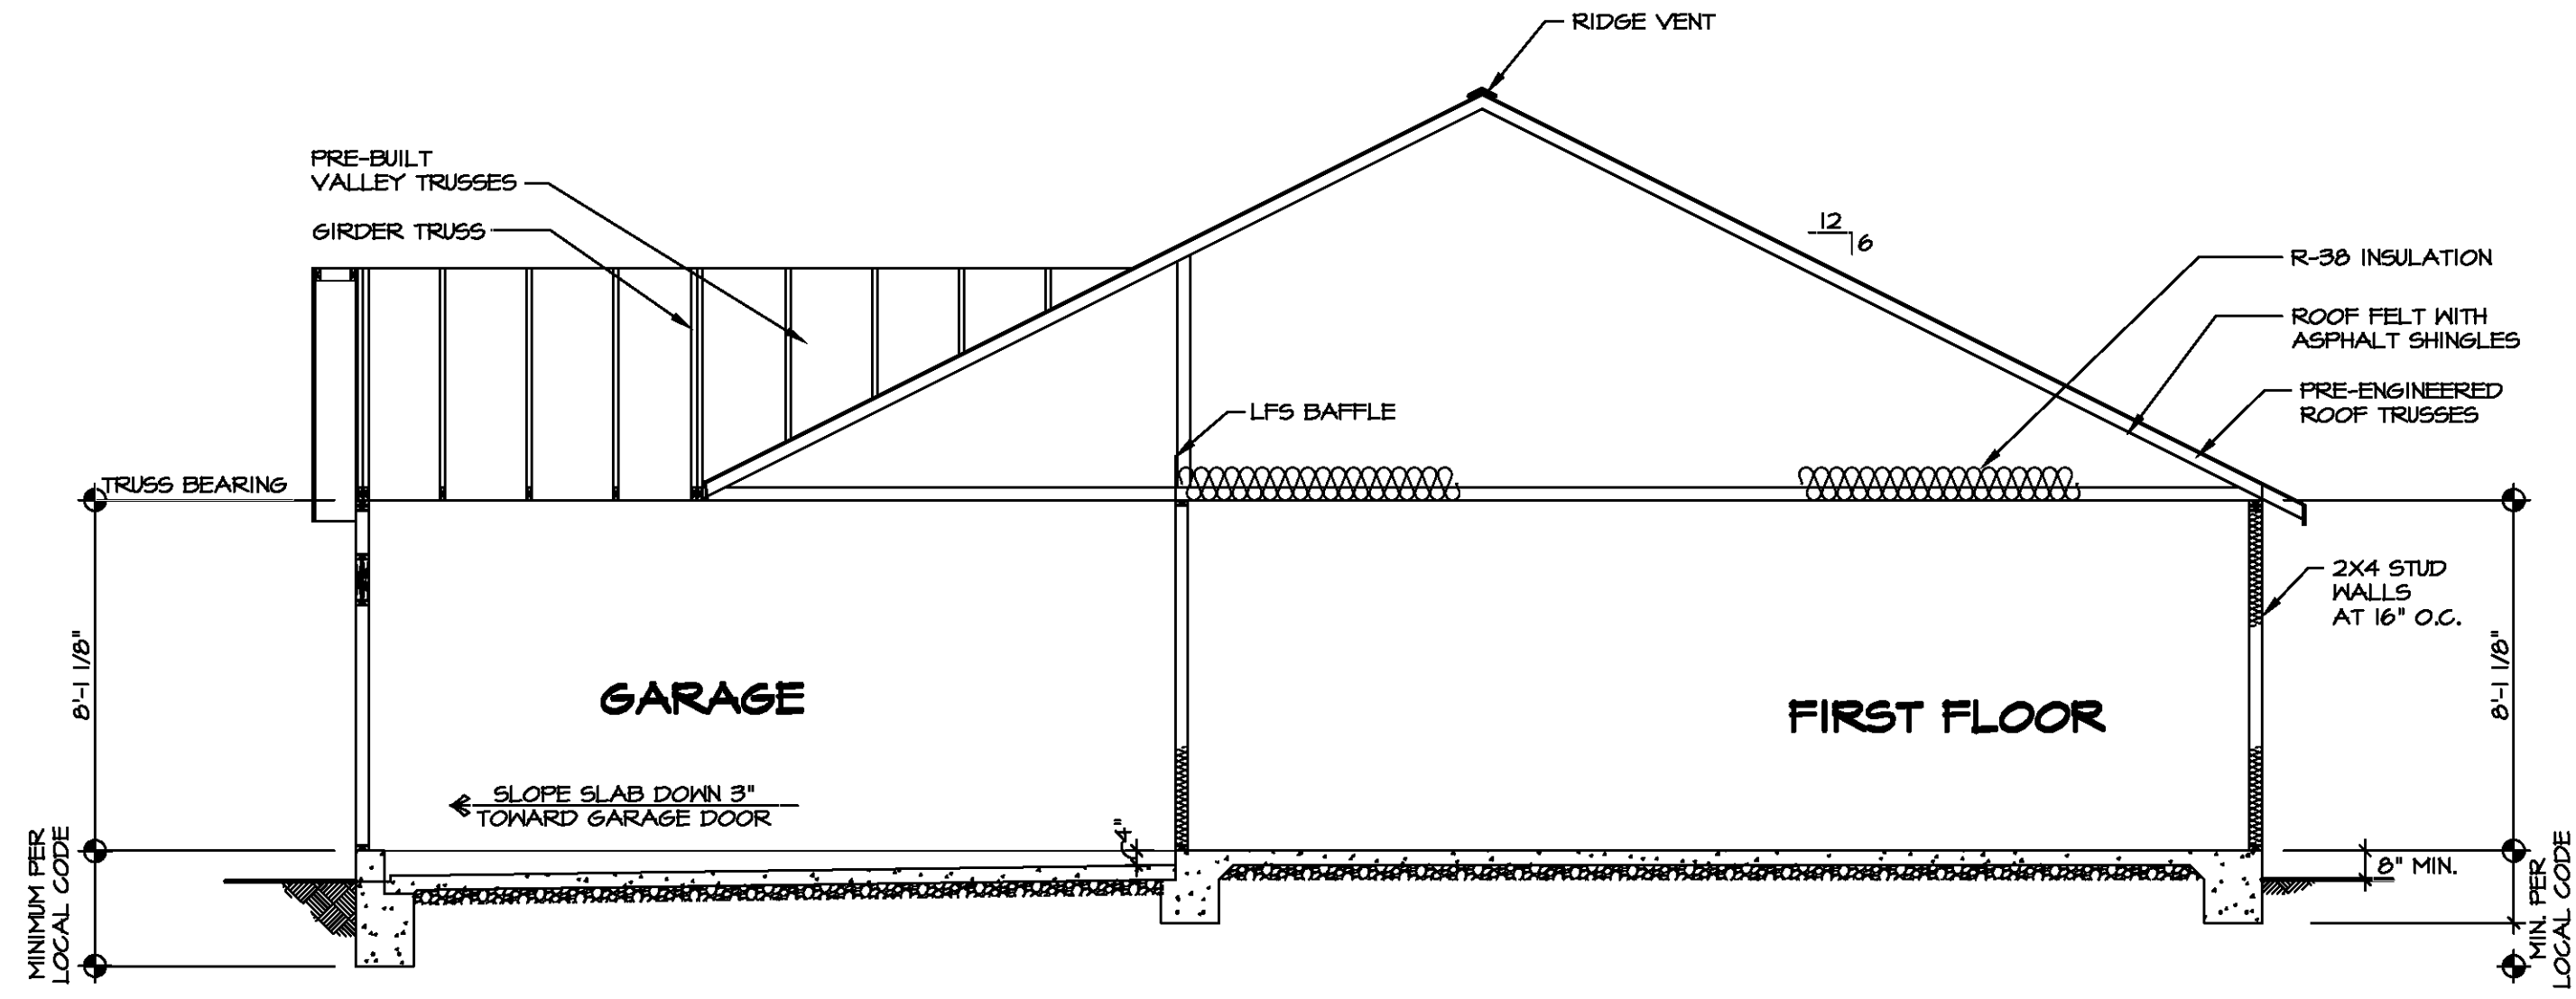 RIDGE VENT
PRE-BUILT
VALLEY TRUSSES
GIRDER TRUSS
12
6
R-38 INSULATION
ROOF FELT WITH
ASPHALT SHINGLES
PRE-ENGINEERED
ROOF TRUSSES
LFS BAFFLE
TRUSS BEARING
2X4 STUD
WALLS
AT 16" O.C.
8'-1 1/8"
8'-1 1/8"
GARAGE
FIRST FLOOR
SLOPE SLAB DOWN 3"
TOWARD GARAGE DOOR
4"
8" MIN.
MINIMUM PER
LOCAL CODE
MIN. PER
LOCAL CODE